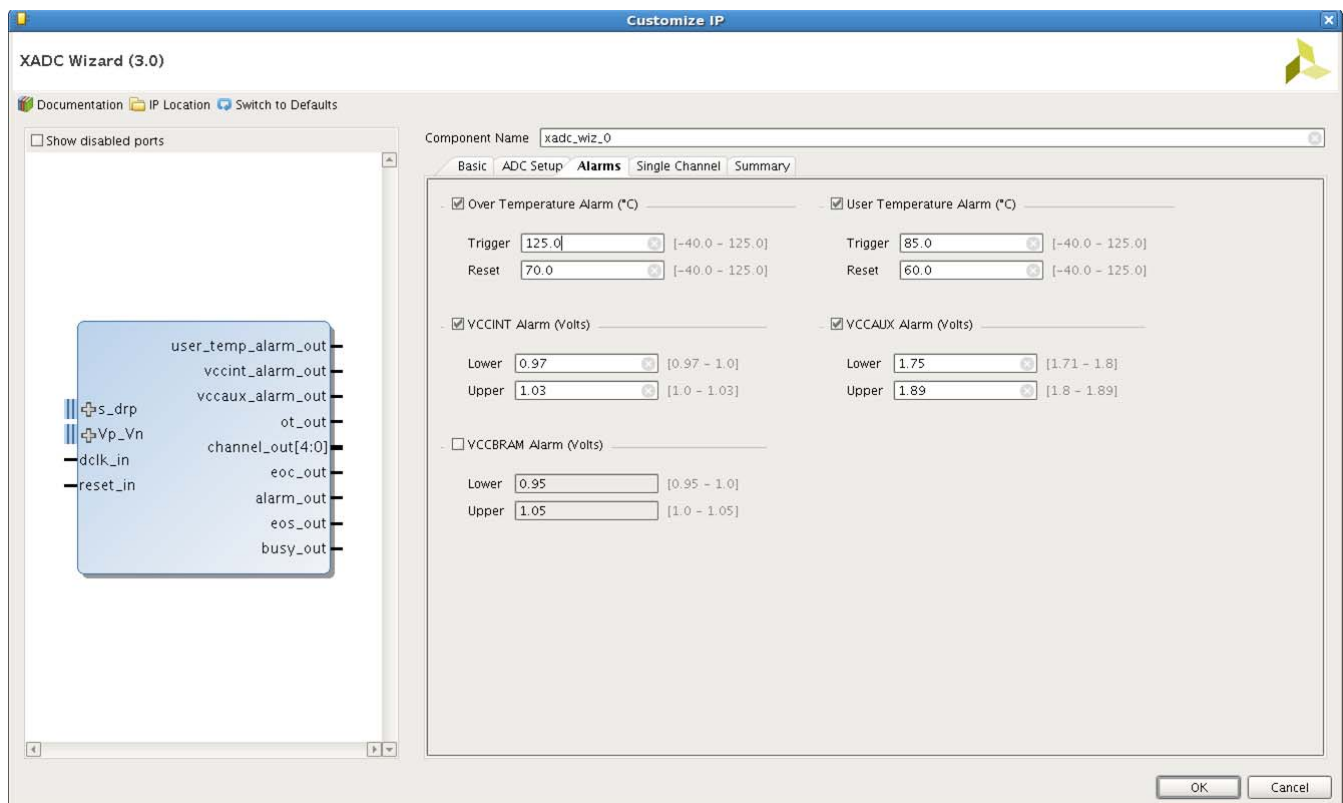 Customize IP
XADC Wizard (3.0)
Documentation IP Location Switch to Defaults
Show disabled ports
user_temp_alarm_out
vccint_alarm_out
vccaux_alarm_out
s_drp
ot_out
Vp_Vn
channel_out[4:0]
dclk_in
eoc_out
reset_in
alarm_out
eos_out
busy_out
Component Name xadc_wiz_0
Basic ADC Setup Alarms Single Channel Summary
Over Temperature Alarm (°C)
Trigger 125.0 [-40.0 - 125.0]
Reset 70.0 [-40.0 - 125.0]
User Temperature Alarm (°C)
Trigger 85.0 [-40.0 - 125.0]
Reset 60.0 [-40.0 - 125.0]
VCCINT Alarm (Volts)
Lower 0.97 [0.97 - 1.0]
Upper 1.03 [1.0 - 1.03]
VCCAUX Alarm (Volts)
Lower 1.75 [1.71 - 1.8]
Upper 1.89 [1.8 - 1.89]
VCCBRAM Alarm (Volts)
Lower 0.95 [0.95 - 1.0]
Upper 1.05 [1.0 - 1.05]
OK Cancel